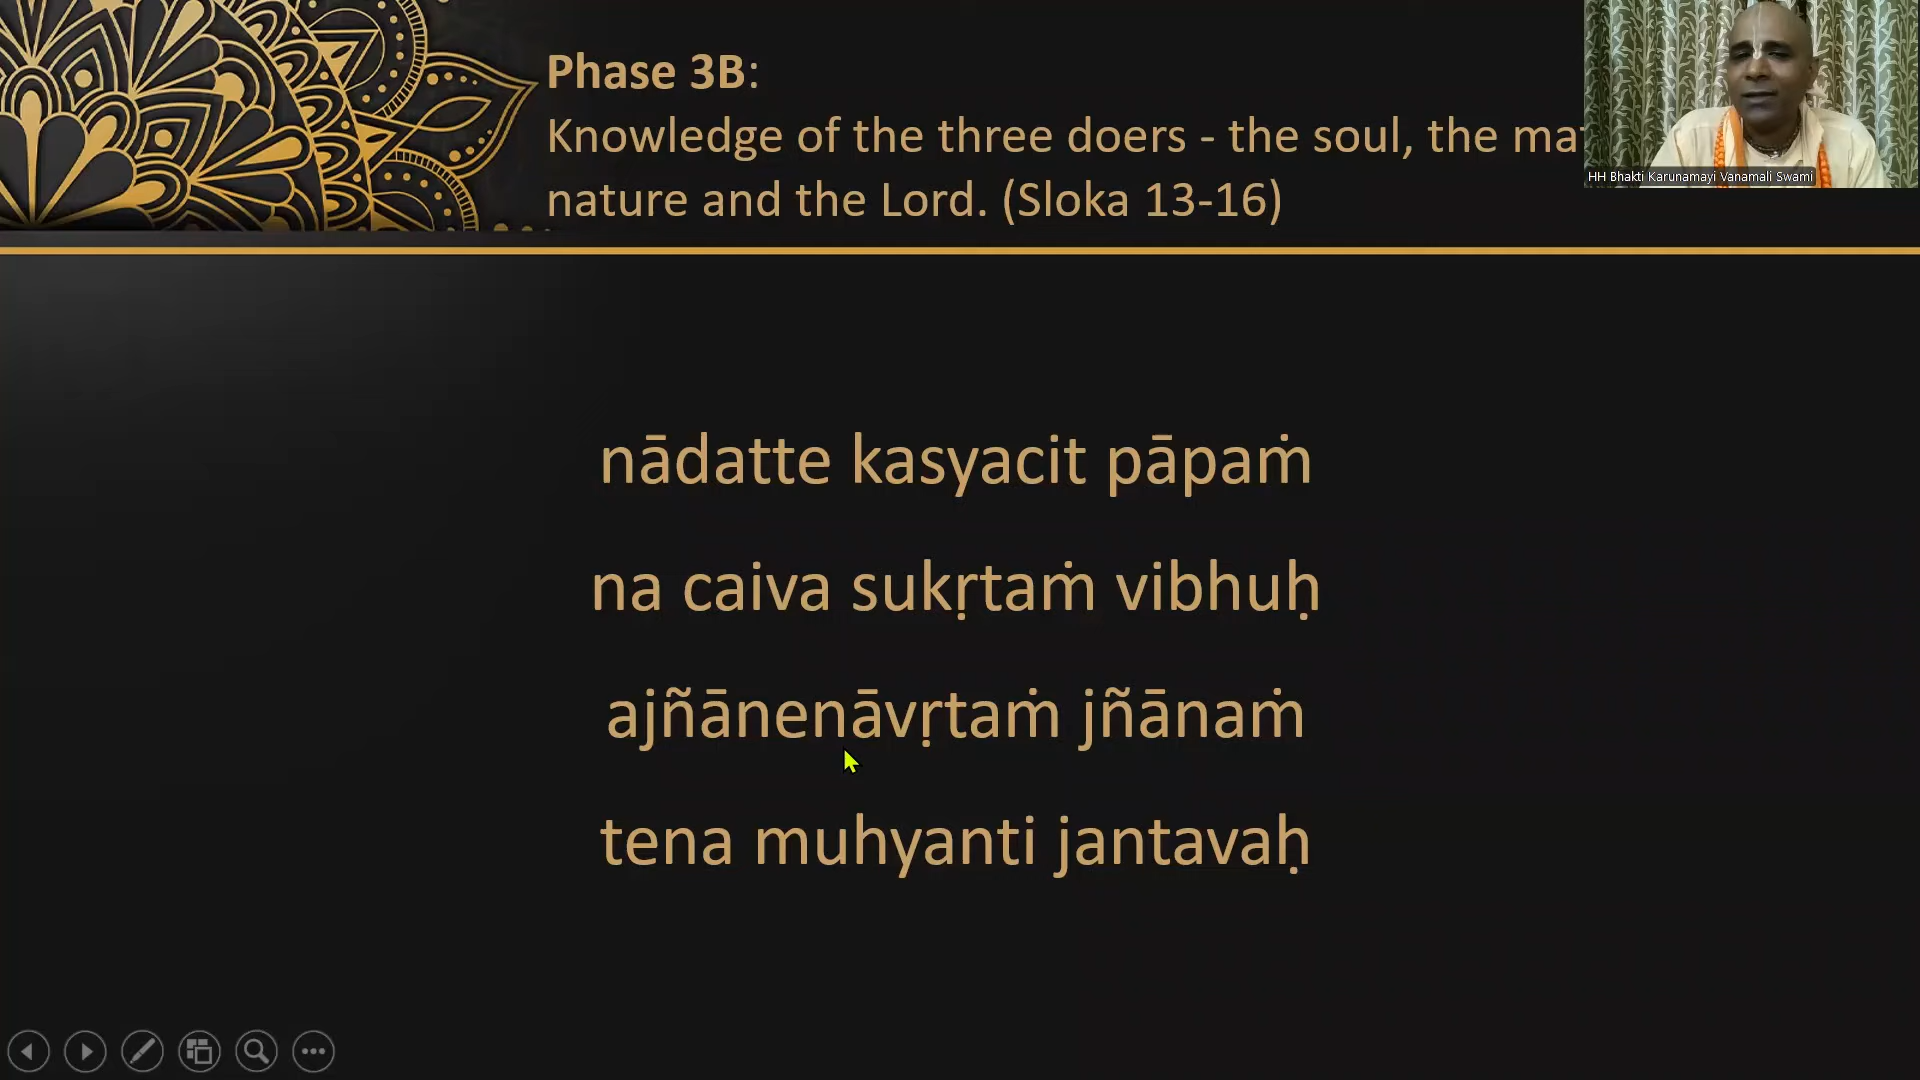 Phase 3B:
Knowledge of the three doers - the soul, the
nature and the Lord. (Sloka 13-16)
HH Bhakti Karunamayi Vanamali Swami
nādatte kasyacit pāpaṁ
na caiva sukṛtaṁ vibhuḥ
ajñānenāvṛtaṁ jñānaṁ
tena muhyanti jantavaḥ